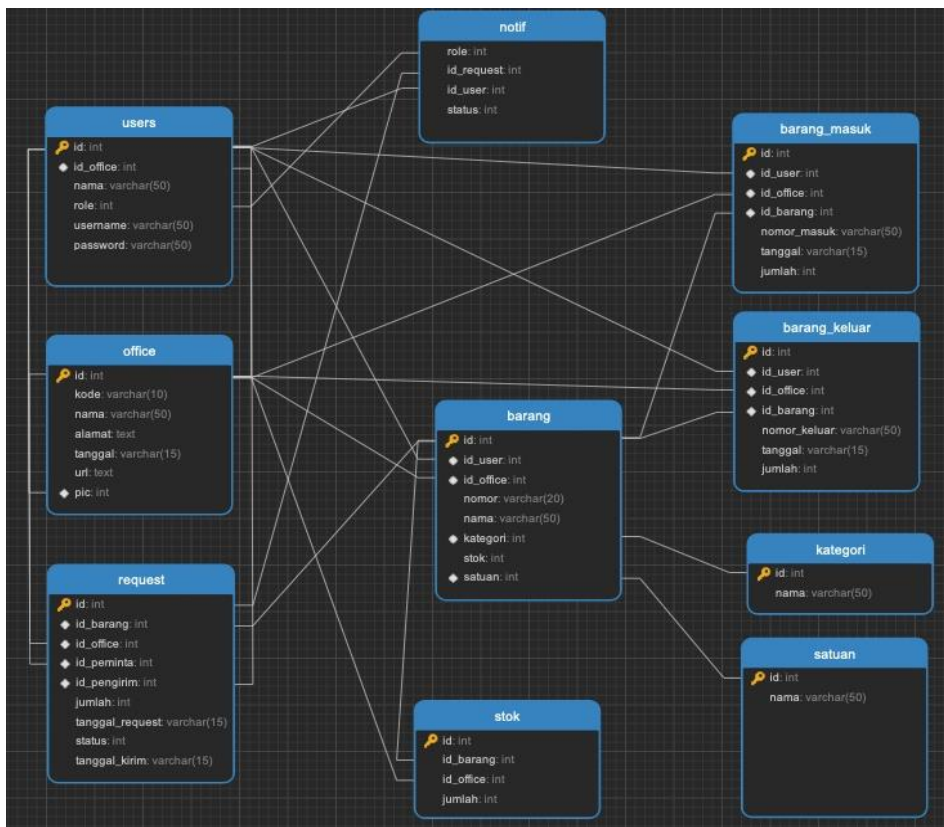 notif
role: int
id_request: int
id_user: int
status: int
users
id: int
id_office: int
nama: varchar(50)
role: int
username: varchar(50)
password: varchar(50)
barang_masuk
id: int
id_user: int
id_office: int
id_barang: int
nomor_masuk: varchar(50)
tanggal: varchar(15)
jumlah: int
office
id: int
kode: varchar(10)
nama: varchar(50)
alamat: text
tanggal: varchar(15)
url: text
pic: int
barang_keluar
id: int
id_user: int
id_office: int
id_barang: int
nomor_keluar: varchar(50)
tanggal: varchar(15)
jumlah: int
barang
id: int
id_user: int
id_office: int
nomor: varchar(20)
nama: varchar(50)
kategori: int
stok: int
satuan: int
kategori
id: int
nama: varchar(50)
request
id: int
id_barang: int
id_office: int
id_peminta: int
id_pengirim: int
jumlah: int
tanggal_request: varchar(15)
status: int
tanggal_kirim: varchar(15)
satuan
id: int
nama: varchar(50)
stok
id: int
id_barang: int
id_office: int
jumlah: int